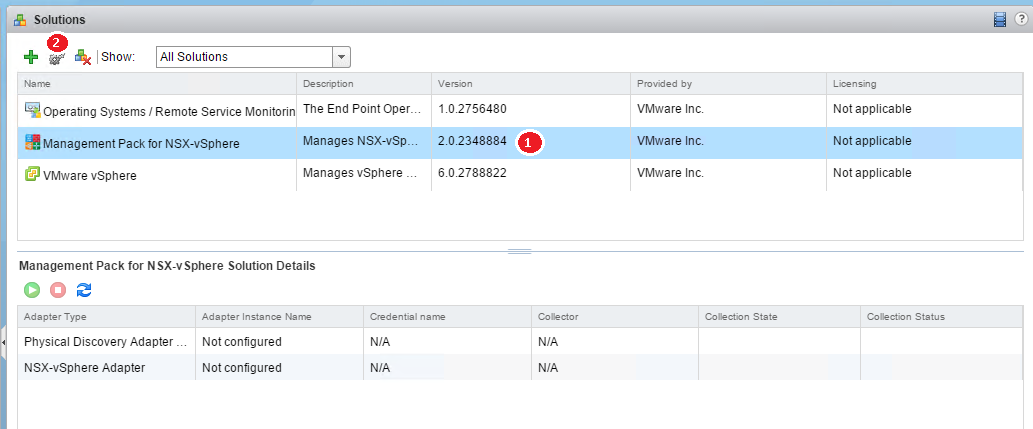 Solutions ?
2
Show: All Solutions
Name Description Version Provided by Licensing
Operating Systems / Remote Service Monitorin The End Point Oper... 1.0.2756480 VMware Inc. Not applicable
Management Pack for NSX-vSphere Manages NSX-vSp... 2.0.2348884 1 VMware Inc. Not applicable
VMware vSphere Manages vSphere ... 6.0.2788822 VMware Inc. Not applicable
Management Pack for NSX-vSphere Solution Details
Adapter Type Adapter Instance Name Credential name Collector Collection State Collection Status
Physical Discovery Adapter ... Not configured N/A N/A
NSX-vSphere Adapter Not configured N/A N/A